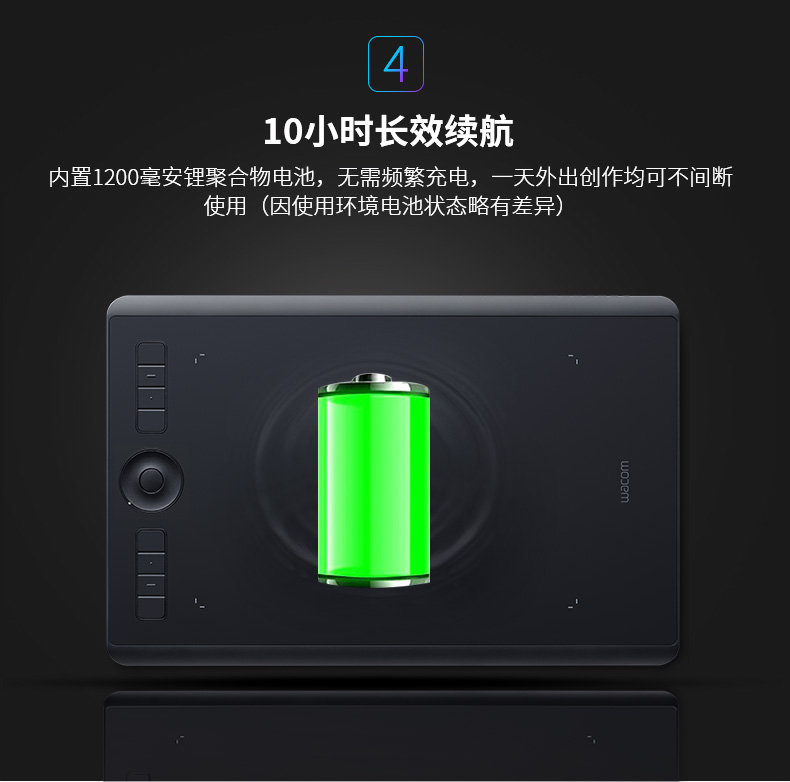 4
10小时长效续航
内置1200毫安锂聚合物电池，无需频繁充电，一天外出创作均可不间断
使用（因使用环境电池状态略有差异）
wacom